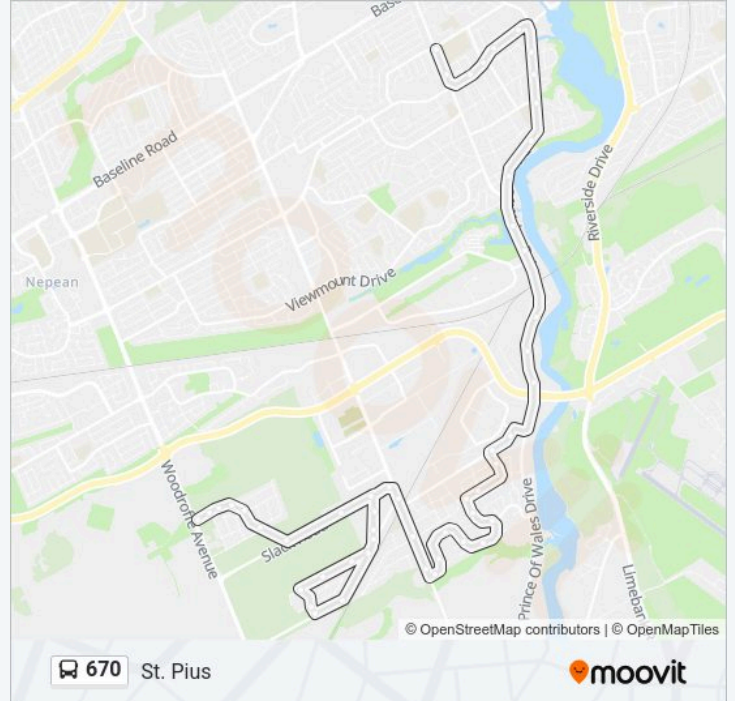 Bas
Baseline Road
Riverside Drive
Nepean
Viewmount Drive
Woodroffe Avenue
Prince Of Wales Drive
© OpenStreetMap contributors | © OpenMapTiles
670 St. Pius
moovit